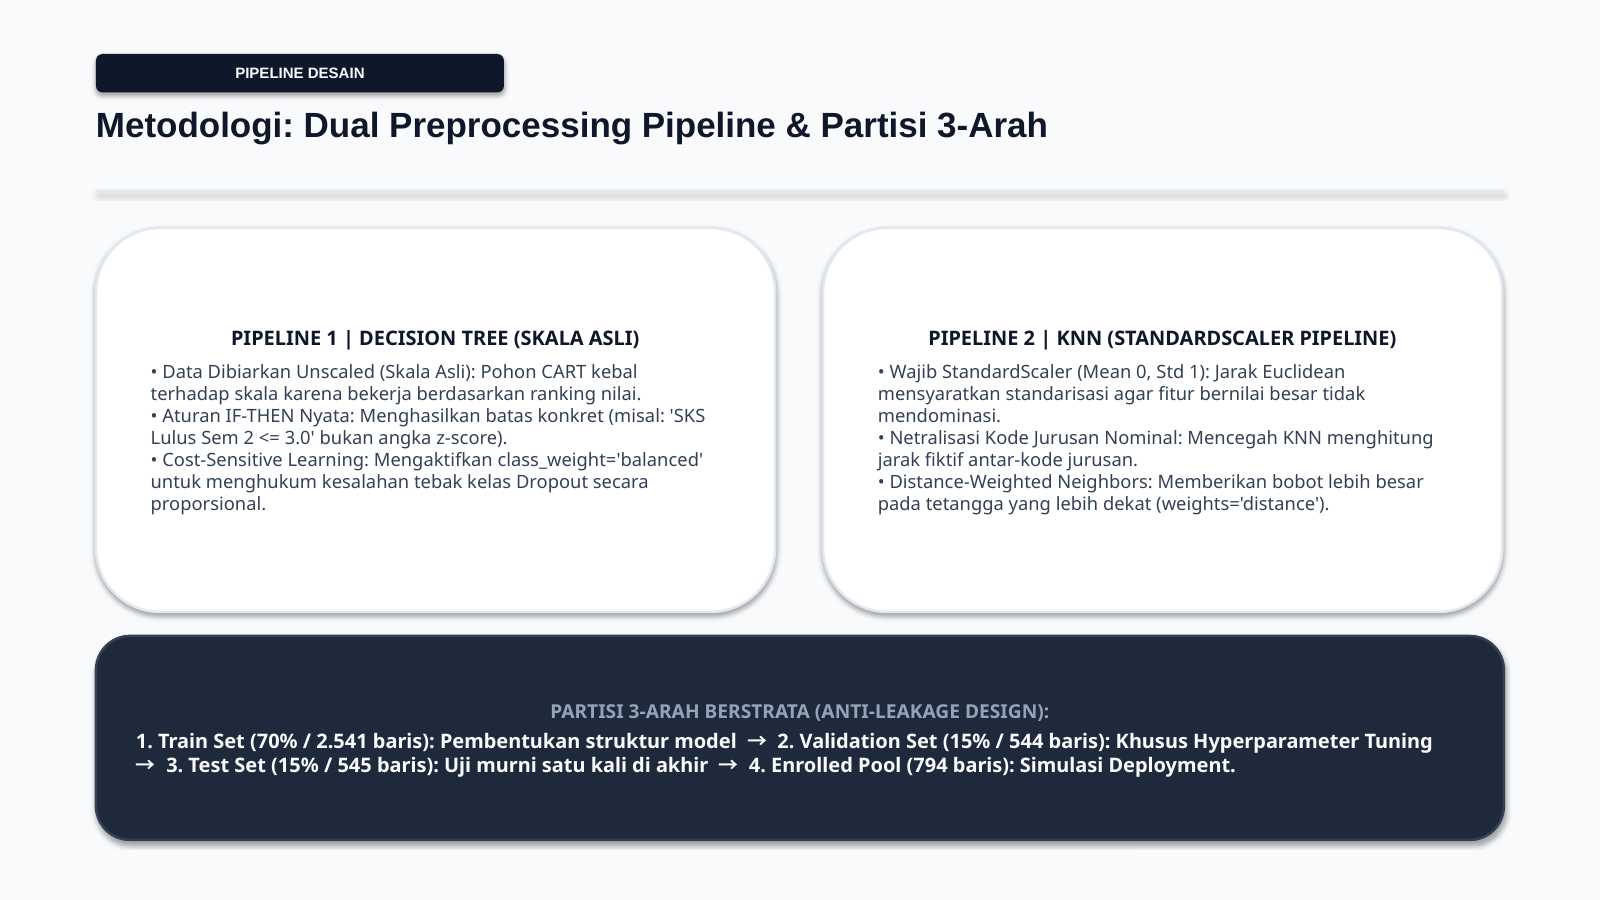 PIPELINE DESAIN
Metodologi: Dual Preprocessing Pipeline & Partisi 3-Arah
PIPELINE 1 | DECISION TREE (SKALA ASLI)
• Data Dibiarkan Unscaled (Skala Asli): Pohon CART kebal
terhadap skala karena bekerja berdasarkan ranking nilai.
• Aturan IF-THEN Nyata: Menghasilkan batas konkret (misal: 'SKS
Lulus Sem 2 <= 3.0' bukan angka z-score).
• Cost-Sensitive Learning: Mengaktifkan class_weight='balanced'
untuk menghukum kesalahan tebak kelas Dropout secara
proporsional.
PIPELINE 2 | KNN (STANDARDSCALER PIPELINE)
• Wajib StandardScaler (Mean 0, Std 1): Jarak Euclidean
mensyaratkan standarisasi agar fitur bernilai besar tidak
mendominasi.
• Netralisasi Kode Jurusan Nominal: Mencegah KNN menghitung
jarak fiktif antar-kode jurusan.
• Distance-Weighted Neighbors: Memberikan bobot lebih besar
pada tetangga yang lebih dekat (weights='distance').
PARTISI 3-ARAH BERSTRATA (ANTI-LEAKAGE DESIGN):
1. Train Set (70% / 2.541 baris): Pembentukan struktur model → 2. Validation Set (15% / 544 baris): Khusus Hyperparameter Tuning
→ 3. Test Set (15% / 545 baris): Uji murni satu kali di akhir → 4. Enrolled Pool (794 baris): Simulasi Deployment.